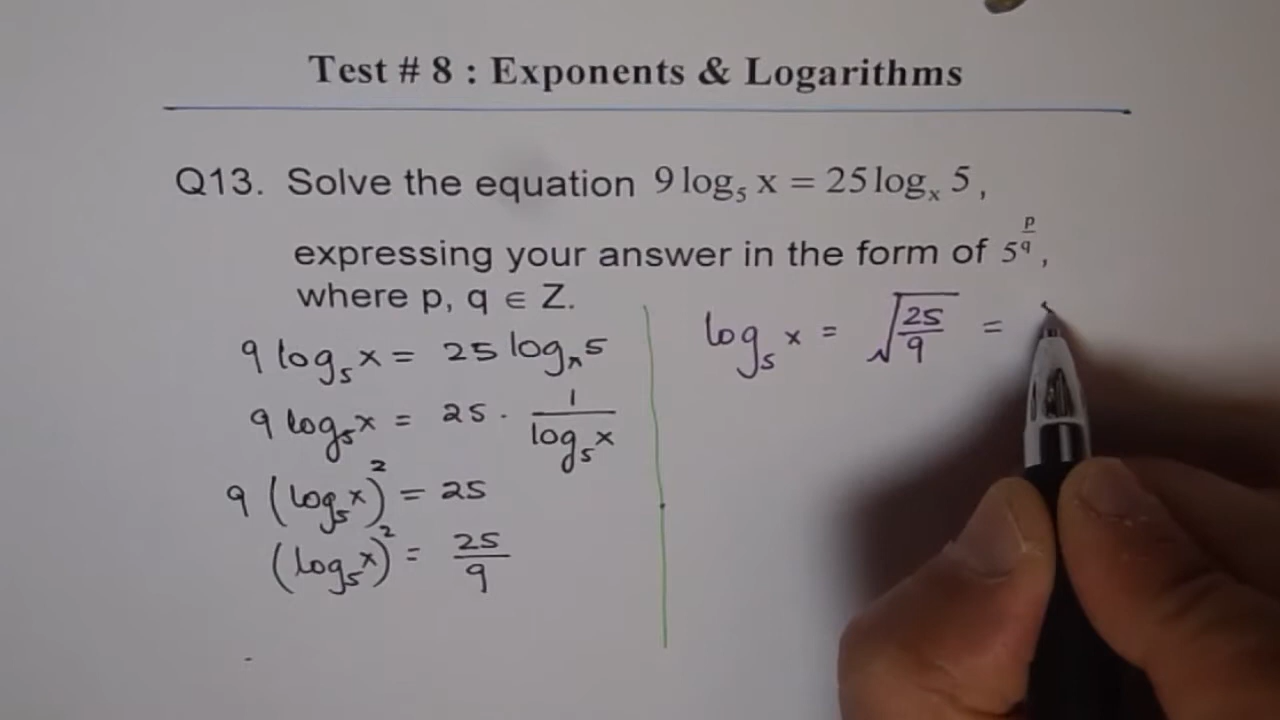 Test # 8 : Exponents & Logarithms
Q13. Solve the equation 9 log₅ x = 25 logₓ 5 ,
expressing your answer in the form of 5^(p/q) ,
where p, q ∈ Z.
9 log₅ x = 25 logₓ 5
9 log₅ x = 25 · 1/(log₅ x)
9 (log₅ x)² = 25
(log₅ x)² = 25/9
log₅ x = √(25/9) =